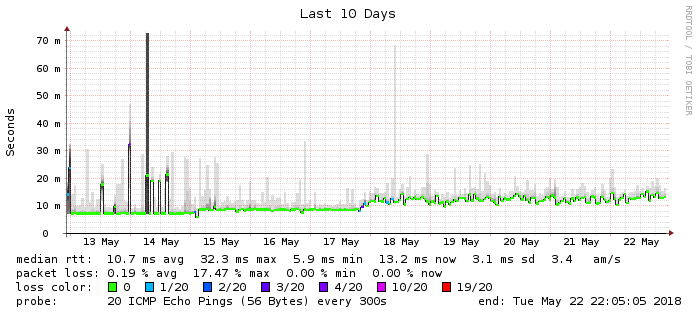 Last 10 Days
RRDTOOL / TOBI OETIKER
Seconds
70 m
60 m
50 m
40 m
30 m
20 m
10 m
0
13 May 14 May 15 May 16 May 17 May 18 May 19 May 20 May 21 May 22 May
median rtt: 10.7 ms avg 32.3 ms max 5.9 ms min 13.2 ms now 3.1 ms sd 3.4 am/s
packet loss: 0.19 % avg 17.47 % max 0.00 % min 0.00 % now
loss color: 0 1/20 2/20 3/20 4/20 10/20 19/20
probe: 20 ICMP Echo Pings (56 Bytes) every 300s end: Tue May 22 22:05:05 2018